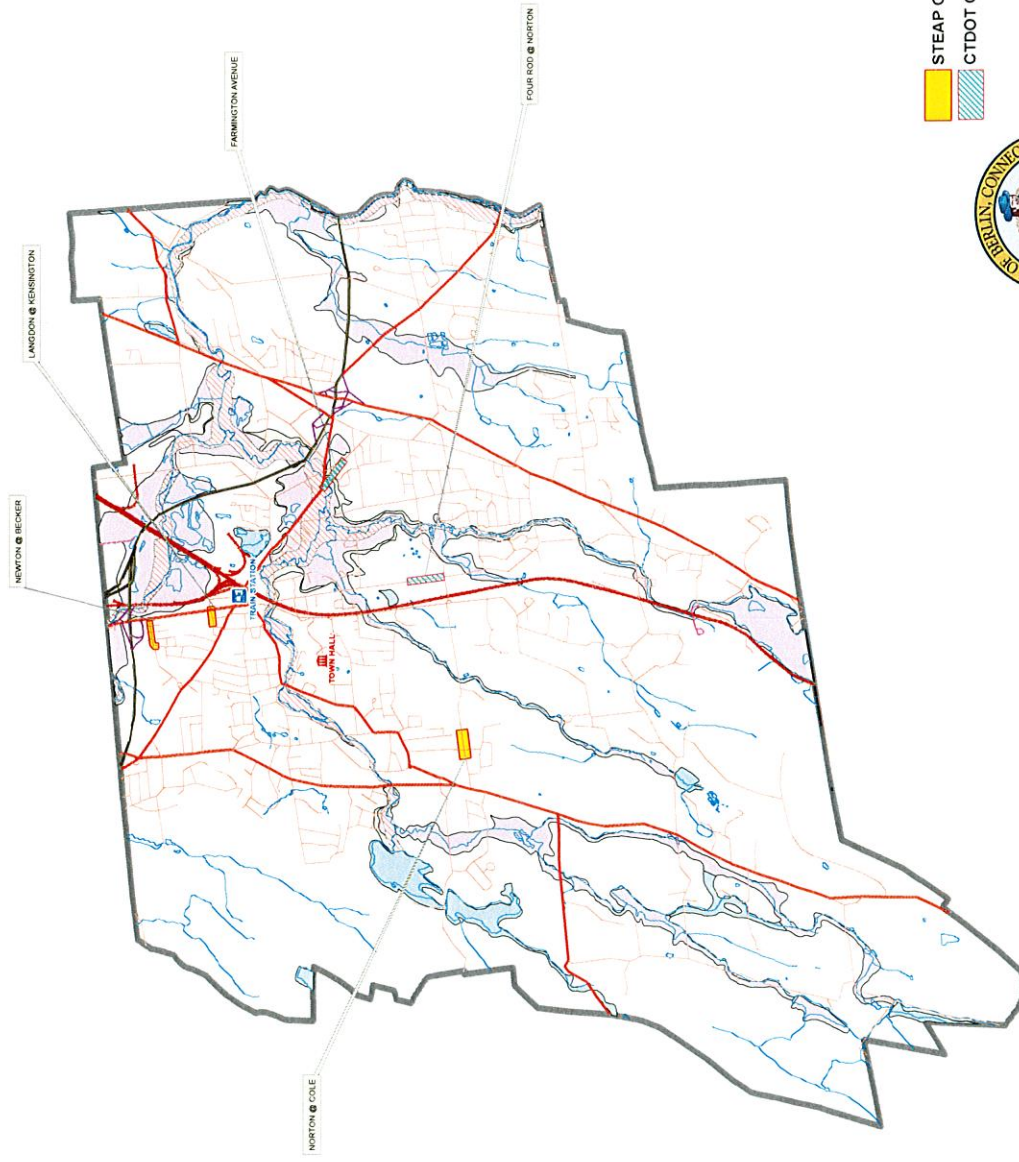 NEWTON @ BECKER
LANGDON @ KENSINGTON
FARMINGTON AVENUE
FOUR ROD @ NORTON
TRAIN STATION
TOWN HALL
NORTON @ COLE
STEAP
CTDOT
OF BERLIN, CONNEC